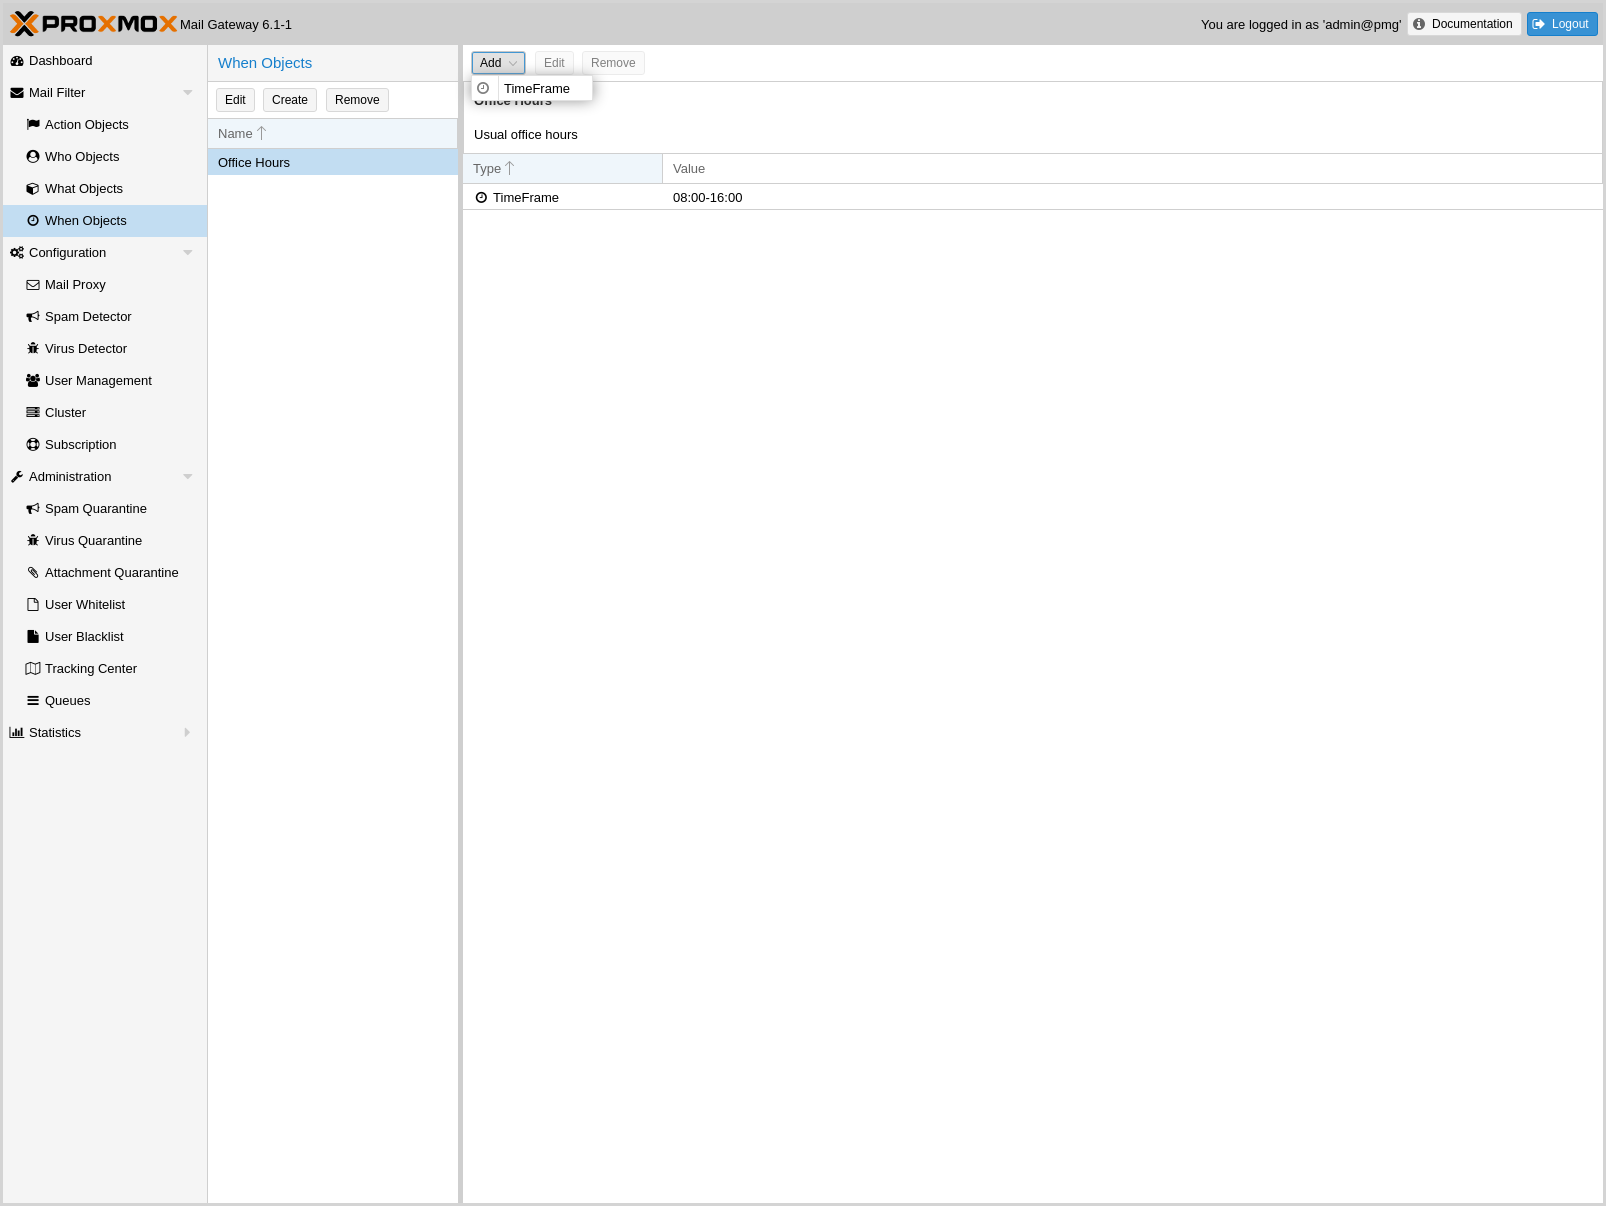 PROXMOX Mail Gateway 6.1-1
You are logged in as 'admin@pmg'
Documentation
Logout
Dashboard
Mail Filter
Action Objects
Who Objects
What Objects
When Objects
Configuration
Mail Proxy
Spam Detector
Virus Detector
User Management
Cluster
Subscription
Administration
Spam Quarantine
Virus Quarantine
Attachment Quarantine
User Whitelist
User Blacklist
Tracking Center
Queues
Statistics
When Objects
Edit Create Remove
Name
Office Hours
Add Edit Remove
TimeFrame
Office Hours
Usual office hours
Type Value
TimeFrame 08:00-16:00